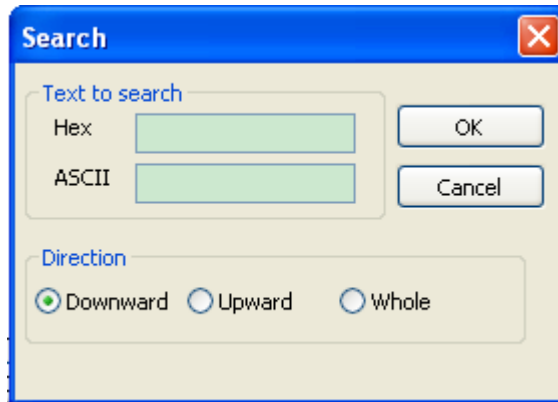 Search
Text to search
Hex
OK
ASCII
Cancel
Direction
Downward Upward Whole